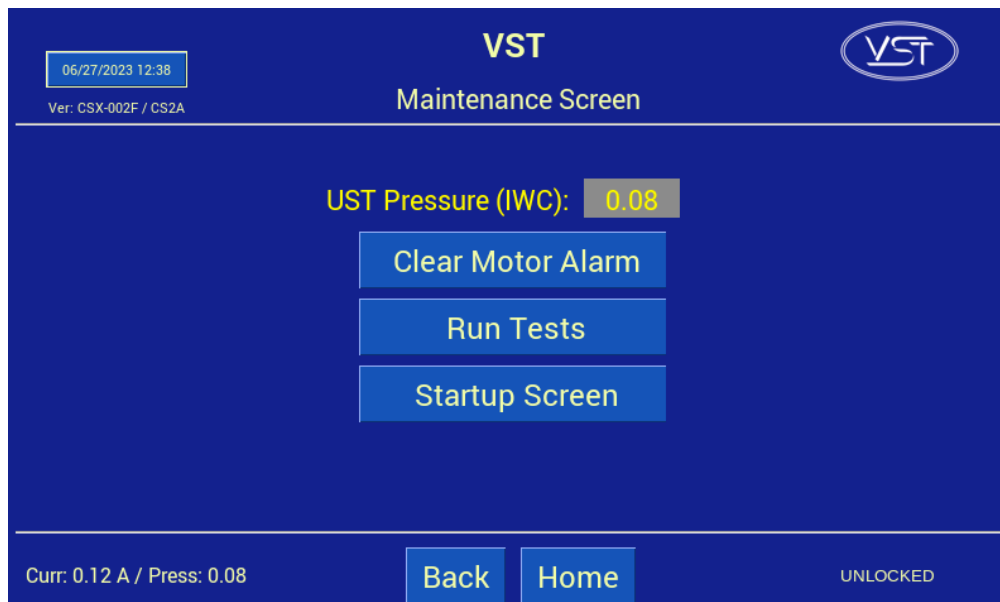 VST
06/27/2023 12:38
VST
Ver: CSX-002F / CS2A
Maintenance Screen
UST Pressure (IWC): 0.08
Clear Motor Alarm
Run Tests
Startup Screen
Curr: 0.12 A / Press: 0.08
Back
Home
UNLOCKED